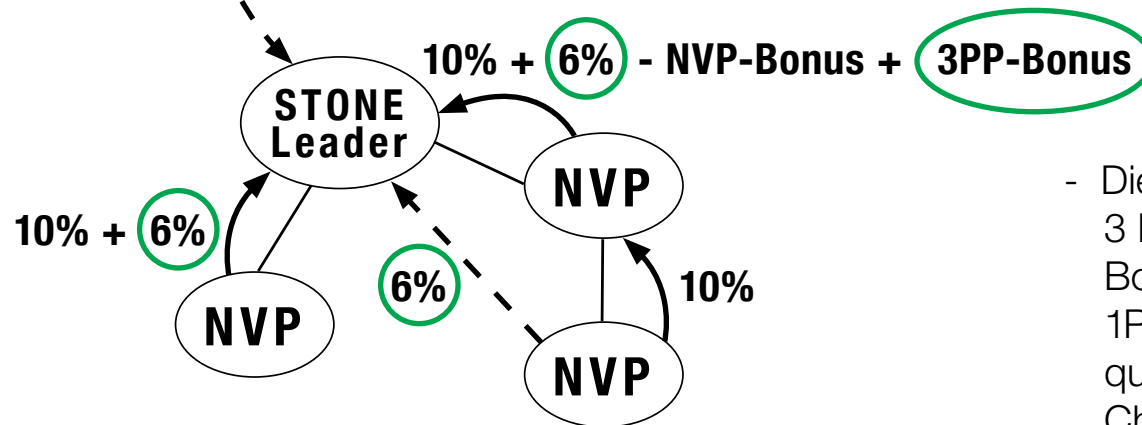 10% + 6% - NVP-Bonus + 3PP-Bonus
STONE
Leader
NVP
10% + 6%
6%
10%
NVP
NVP
- Die
3
Bo
1P
qu
Ch